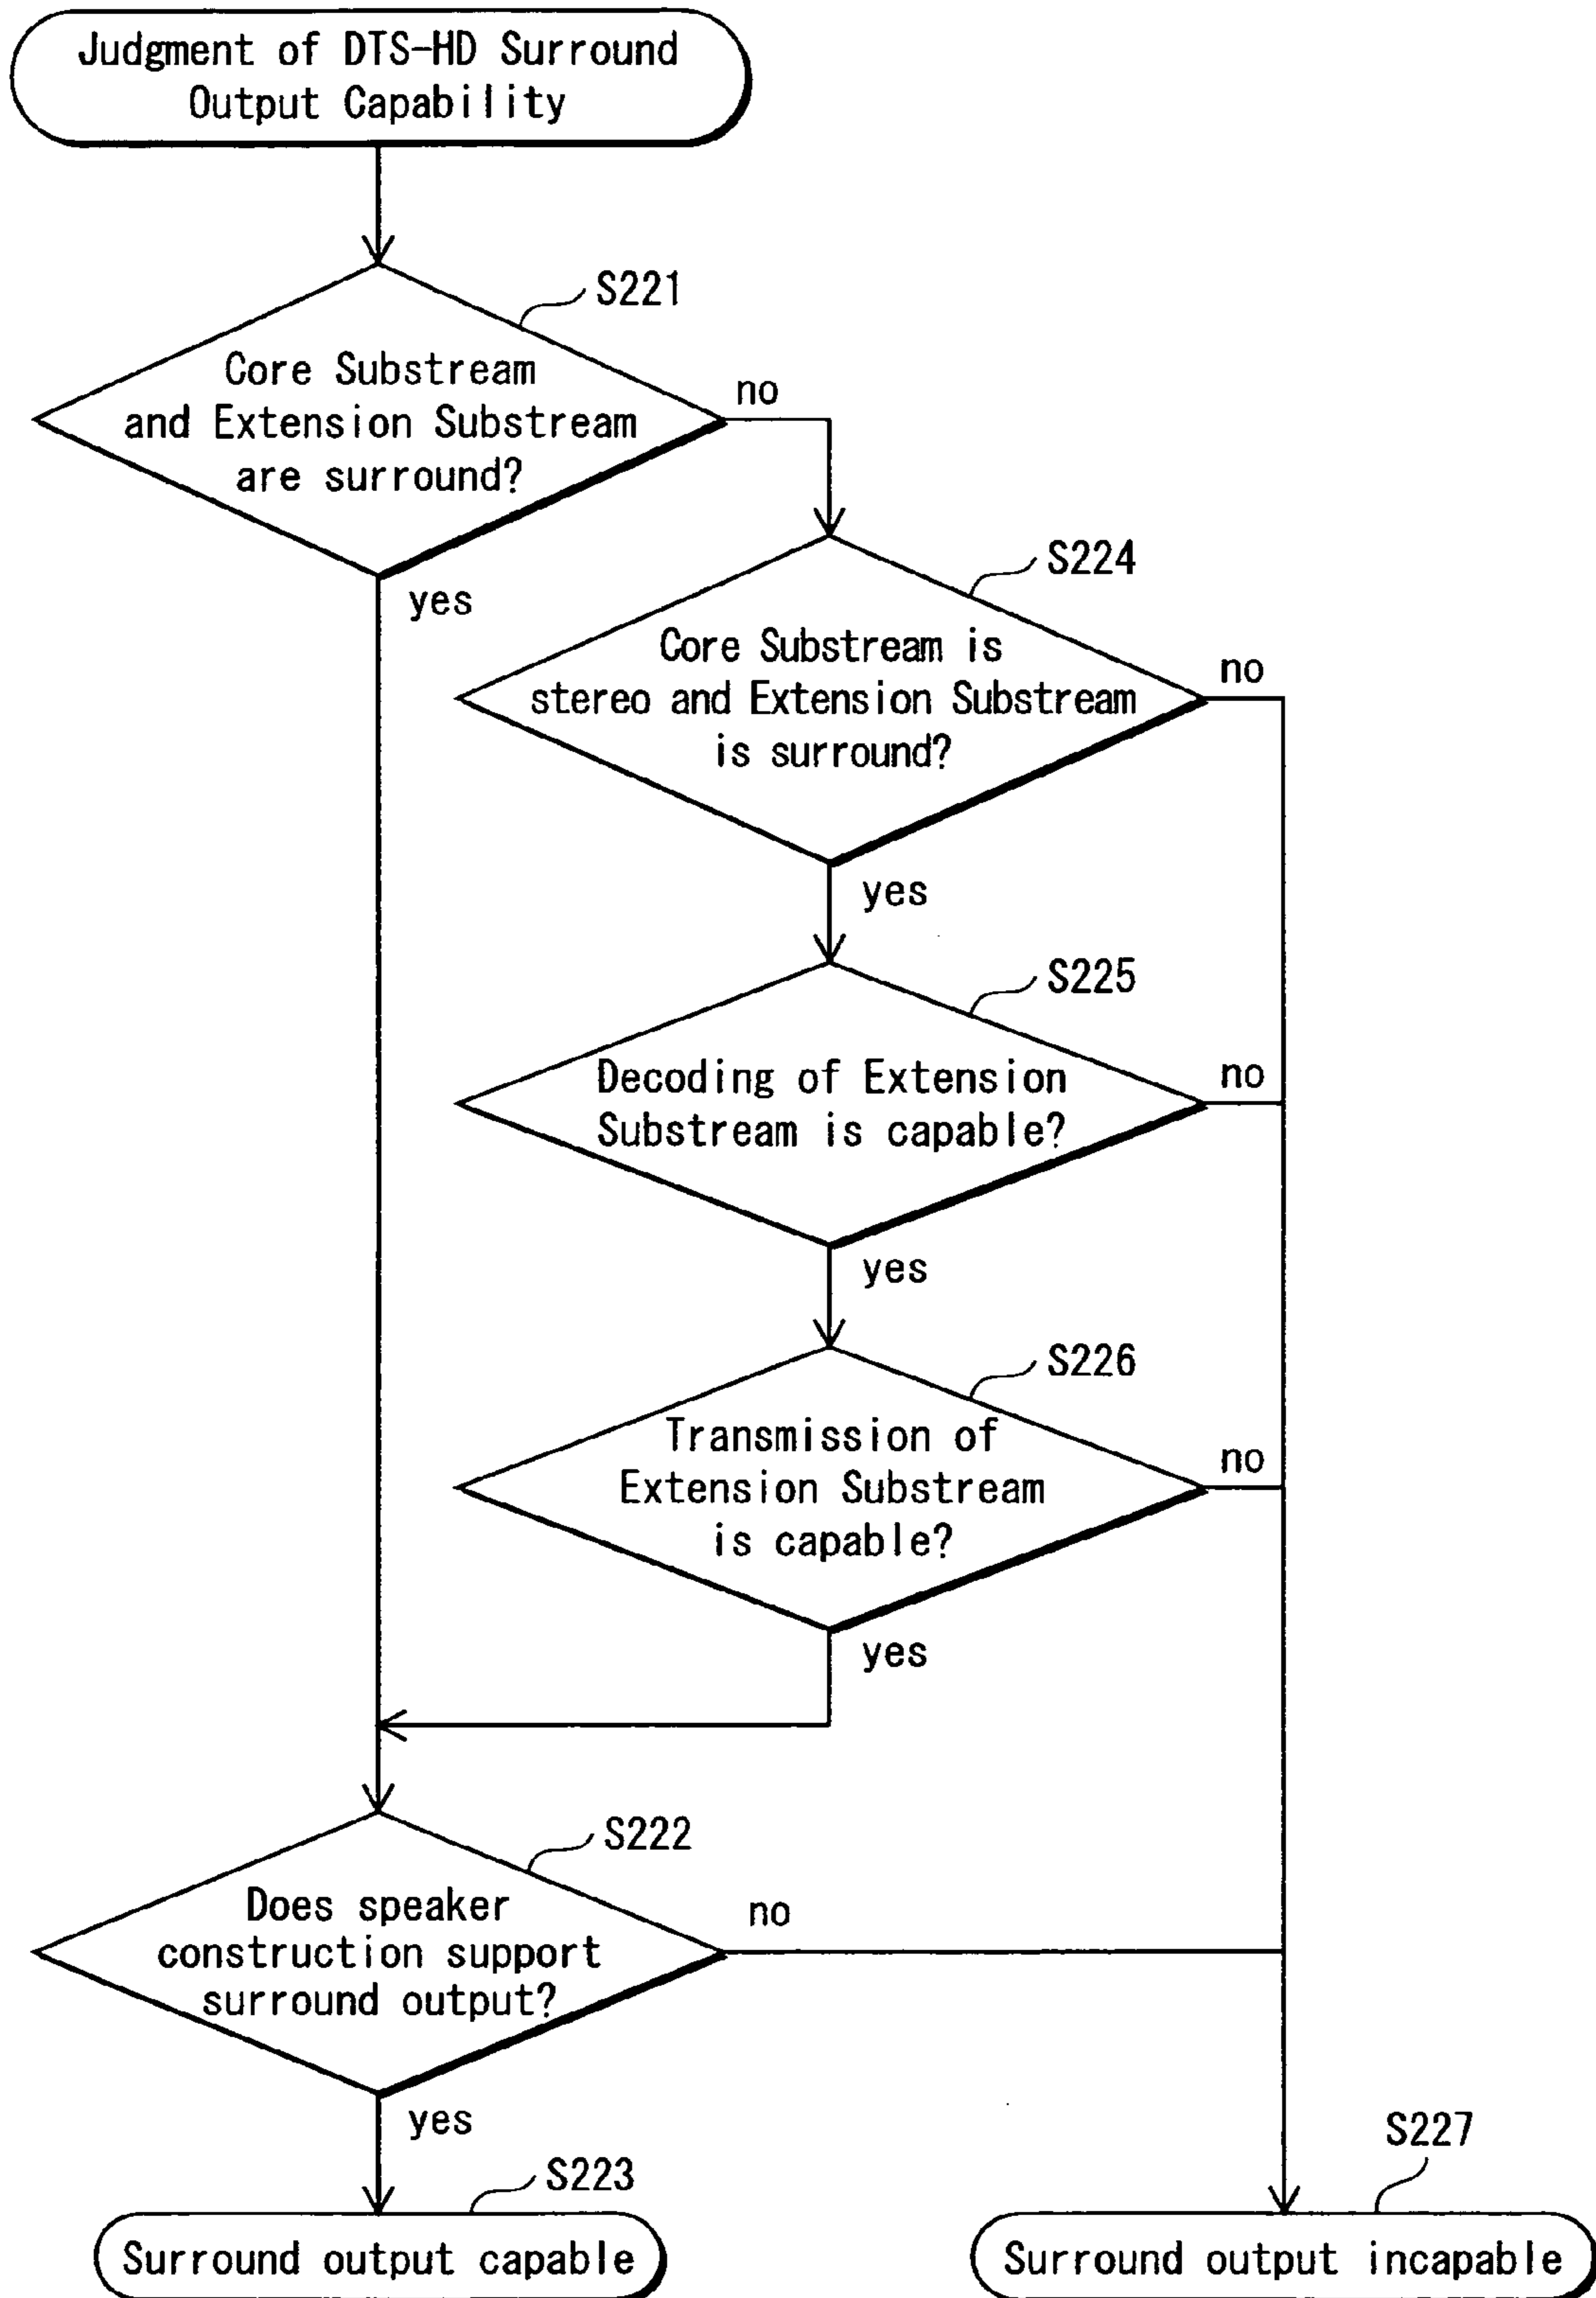 Judgment of DTS-HD Surround
Output Capability
S221
Core Substream
and Extension Substream
are surround?
no
yes
S224
Core Substream is
stereo and Extension Substream
is surround?
no
yes
S225
Decoding of Extension
Substream is capable?
no
yes
S226
Transmission of
Extension Substream
is capable?
no
yes
S222
Does speaker
construction support
surround output?
no
yes
S223
Surround output capable
S227
Surround output incapable